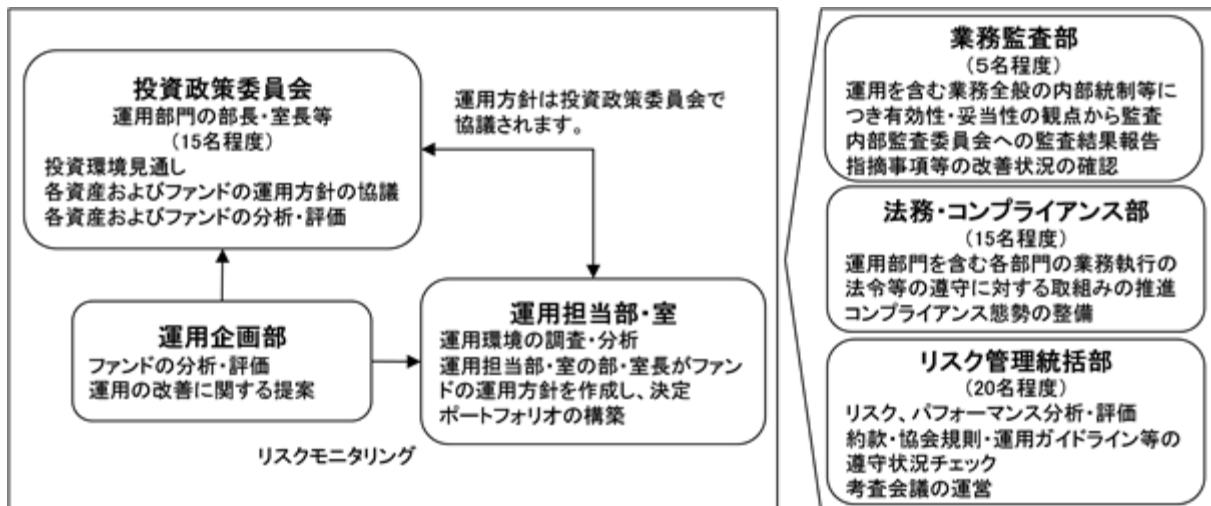 投資政策委員会
運用部門の部長・室長等
(15名程度)
投資環境見通し
各資産およびファンドの運用方針の協議
各資産およびファンドの分析・評価
運用方針は投資政策委員会で
協議されます。
運用企画部
ファンドの分析・評価
運用の改善に関する提案
運用担当部・室
運用環境の調査・分析
運用担当部・室の部・室長がファン
ドの運用方針を作成し、決定
ポートフォリオの構築
リスクモニタリング
業務監査部
(5名程度)
運用を含む業務全般の内部統制等に
つき有効性・妥当性の観点から監査
内部監査委員会への監査結果報告
指摘事項等の改善状況の確認
法務・コンプライアンス部
(15名程度)
運用部門を含む各部門の業務執行の
法令等の遵守に対する取組みの推進
コンプライアンス態勢の整備
リスク管理統括部
(20名程度)
リスク、パフォーマンス分析・評価
約款・協会規則・運用ガイドライン等の
遵守状況チェック
考査会議の運営